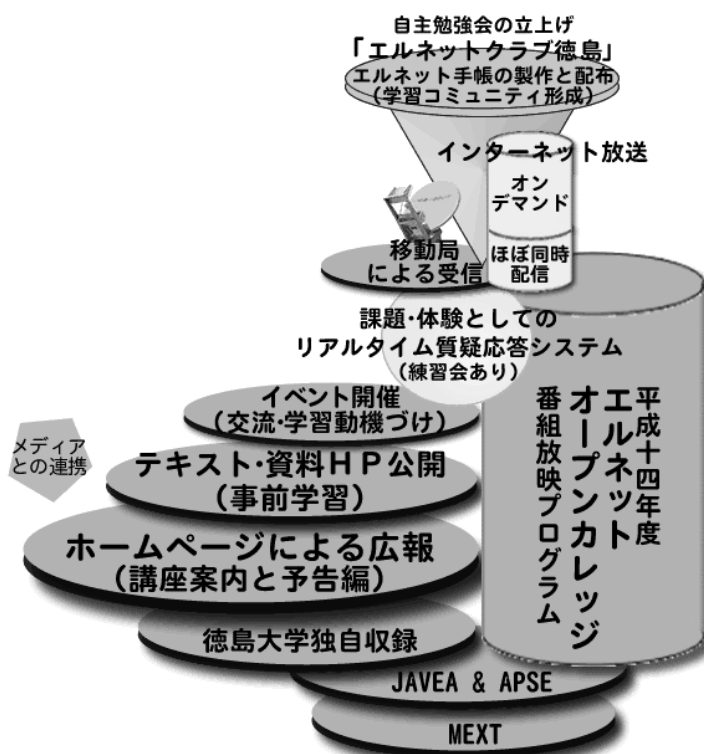 自主勉強会の立上げ
「エルネットクラブ徳島」
エルネット手帳の製作と配布
（学習コミュニティ形成）
インターネット放送
オン
デマンド
ほぼ同時
配信
移動局
による受信
課題・体験としての
リアルタイム質疑応答システム
（練習会あり）
イベント開催
（交流・学習動機づけ）
メディア
との連携
テキスト・資料ＨＰ公開
（事前学習）
ホームページによる広報
（講座案内と予告編）
徳島大学独自収録
JAVEA & APSE
MEXT
平成十四年度
エルネット
オープンカレッジ
番組放映プログラム